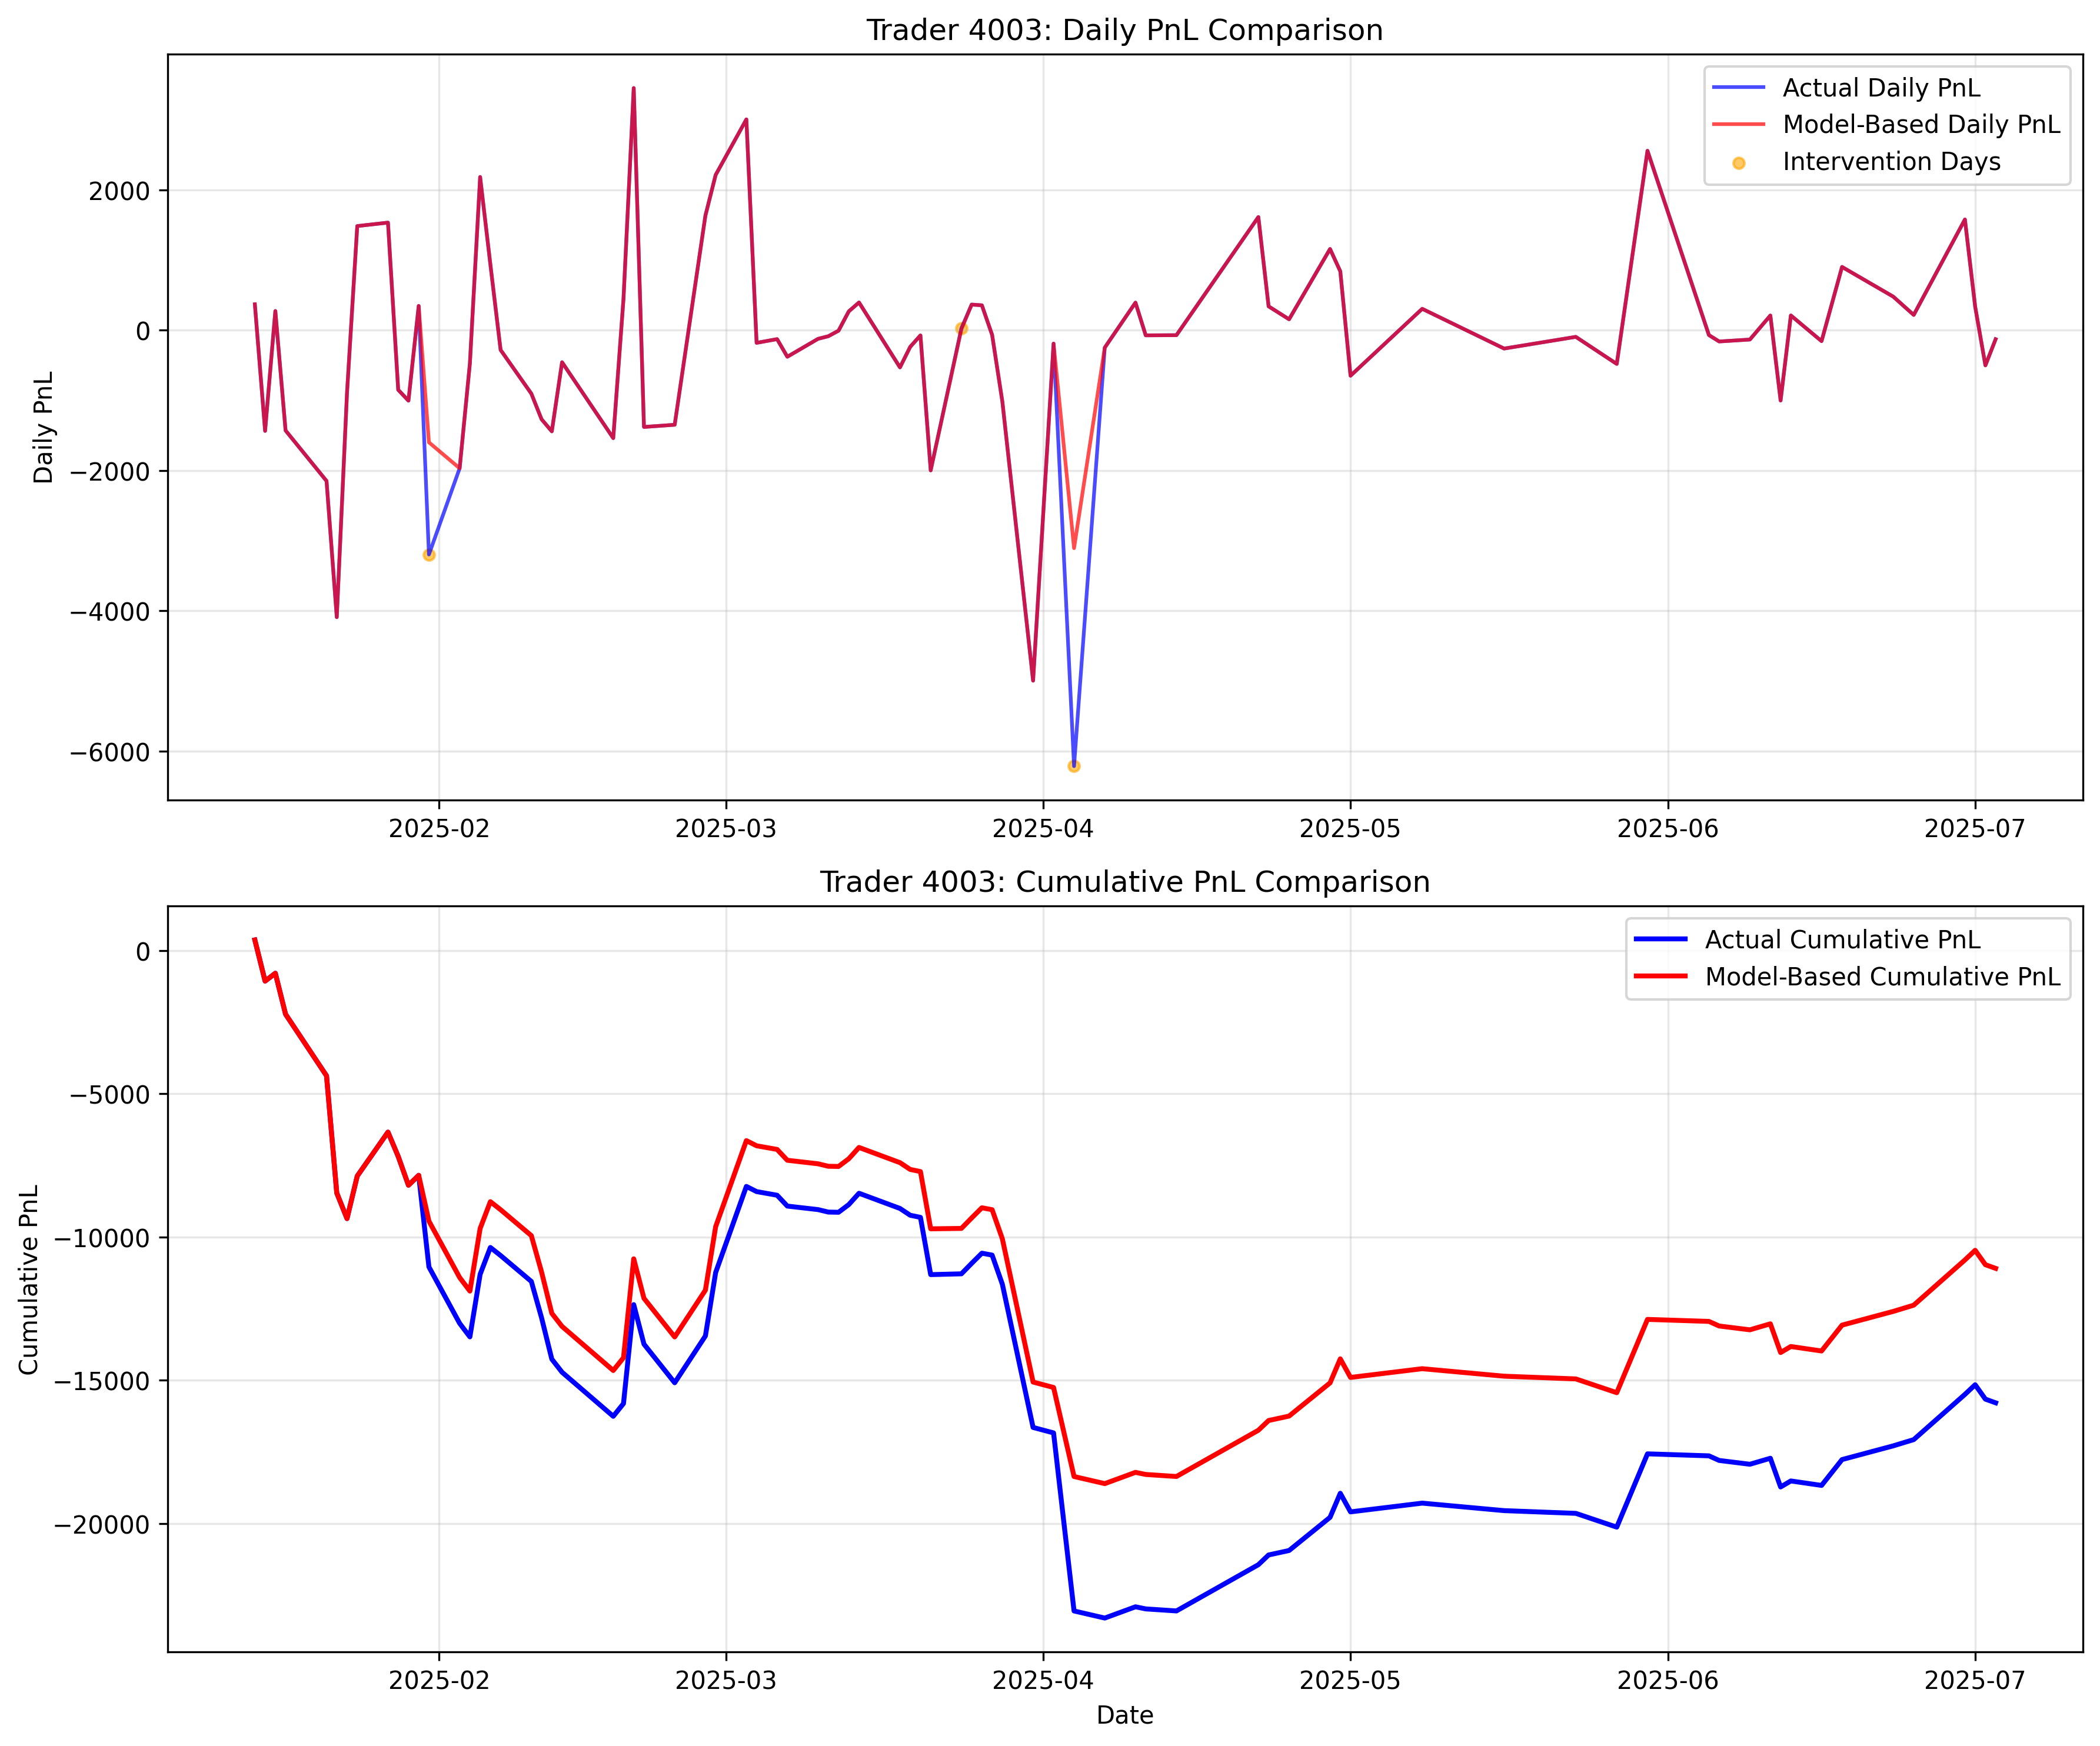 Trader 4003: Daily PnL Comparison
Actual Daily PnL
Model-Based Daily PnL
Intervention Days
Daily PnL
2000
0
−2000
−4000
−6000
2025-02
2025-03
2025-04
2025-05
2025-06
2025-07
Trader 4003: Cumulative PnL Comparison
Actual Cumulative PnL
Model-Based Cumulative PnL
Cumulative PnL
0
−5000
−10000
−15000
−20000
2025-02
2025-03
2025-04
2025-05
2025-06
2025-07
Date